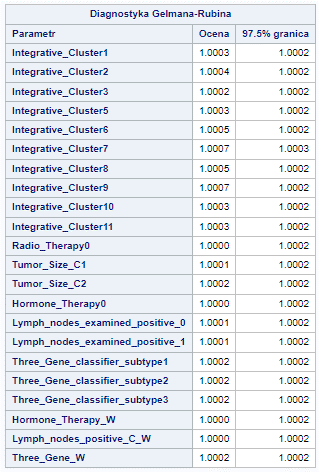 Diagnostyka Gelmana-Rubina
Parametr Ocena 97.5% granica
Integrative_Cluster1 1.0003 1.0002
Integrative_Cluster2 1.0004 1.0002
Integrative_Cluster3 1.0002 1.0002
Integrative_Cluster5 1.0003 1.0002
Integrative_Cluster6 1.0005 1.0002
Integrative_Cluster7 1.0007 1.0003
Integrative_Cluster8 1.0005 1.0002
Integrative_Cluster9 1.0007 1.0002
Integrative_Cluster10 1.0003 1.0002
Integrative_Cluster11 1.0003 1.0002
Radio_Therapy0 1.0000 1.0002
Tumor_Size_C1 1.0001 1.0002
Tumor_Size_C2 1.0002 1.0002
Hormone_Therapy0 1.0000 1.0002
Lymph_nodes_examined_positive_0 1.0001 1.0002
Lymph_nodes_examined_positive_1 1.0001 1.0002
Three_Gene_classifier_subtype1 1.0002 1.0002
Three_Gene_classifier_subtype2 1.0002 1.0002
Three_Gene_classifier_subtype3 1.0002 1.0002
Hormone_Therapy_W 1.0000 1.0002
Lymph_nodes_positive_C_W 1.0000 1.0002
Three_Gene_W 1.0002 1.0002